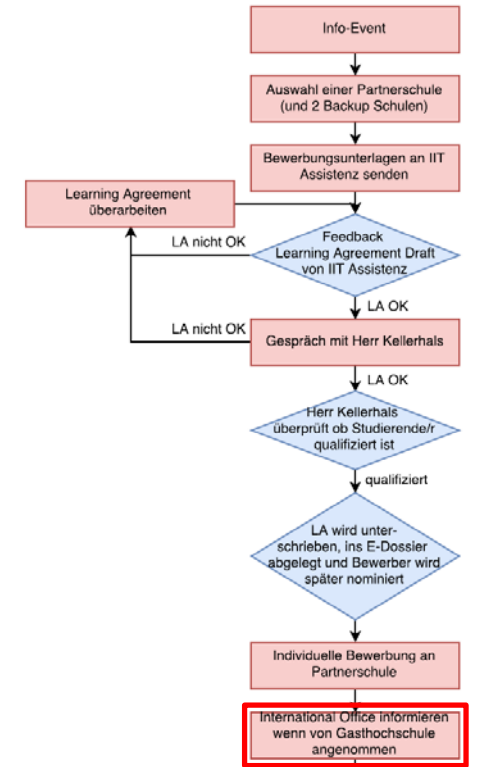 Info-Event
Auswahl einer Partnerschule
(und 2 Backup Schulen)
Bewerbungsunterlagen an IIT
Assistenz senden
Learning Agreement
überarbeiten
LA nicht OK
Feedback
Learning Agreement Draft
von IIT Assistenz
LA OK
LA nicht OK
Gespräch mit Herr Kellerhals
LA OK
Herr Kellerhals
überprüft ob Studierende/r
qualifiziert ist
qualifiziert
LA wird unter-
schrieben, ins E-Dossier
abgelegt und Bewerber wird
später nominiert
Individuelle Bewerbung an
Partnerschule
International Office informieren
wenn von Gasthochschule
angenommen